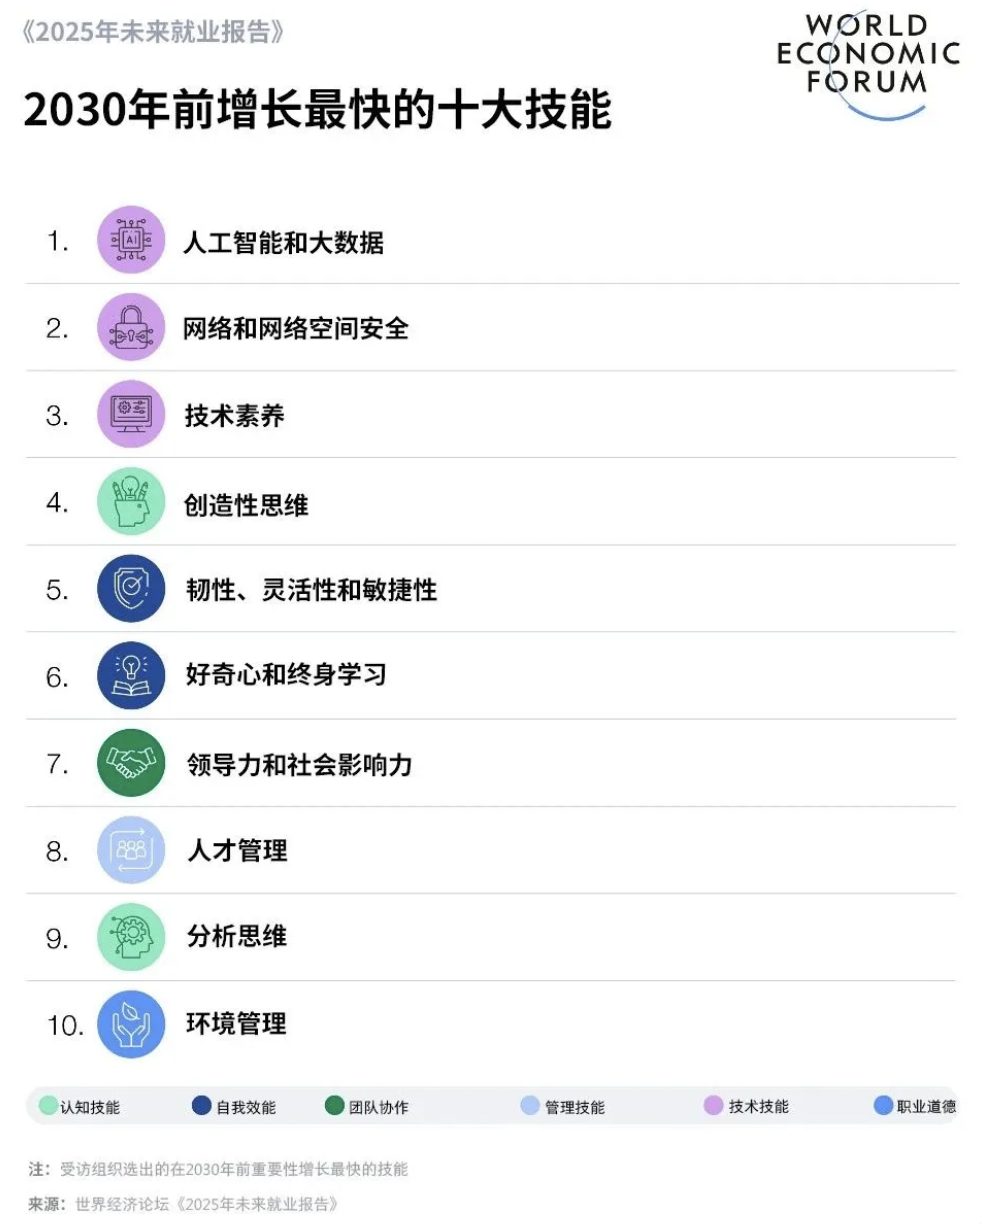 《2025年未来就业报告》
WORLD
ECONOMIC
FORUM
2030年前增长最快的十大技能
1. AI 人工智能和大数据
2. 网络和网络空间安全
3. 技术素养
4. 创造性思维
5. 韧性、灵活性和敏捷性
6. 好奇心和终身学习
7. 领导力和社会影响力
8. 人才管理
9. 分析思维
10. 环境管理
认知技能 自我效能 团队协作 管理技能 技术技能 职业道德
注：受访组织选出的在2030年前重要性增长最快的技能
来源：世界经济论坛《2025年未来就业报告》